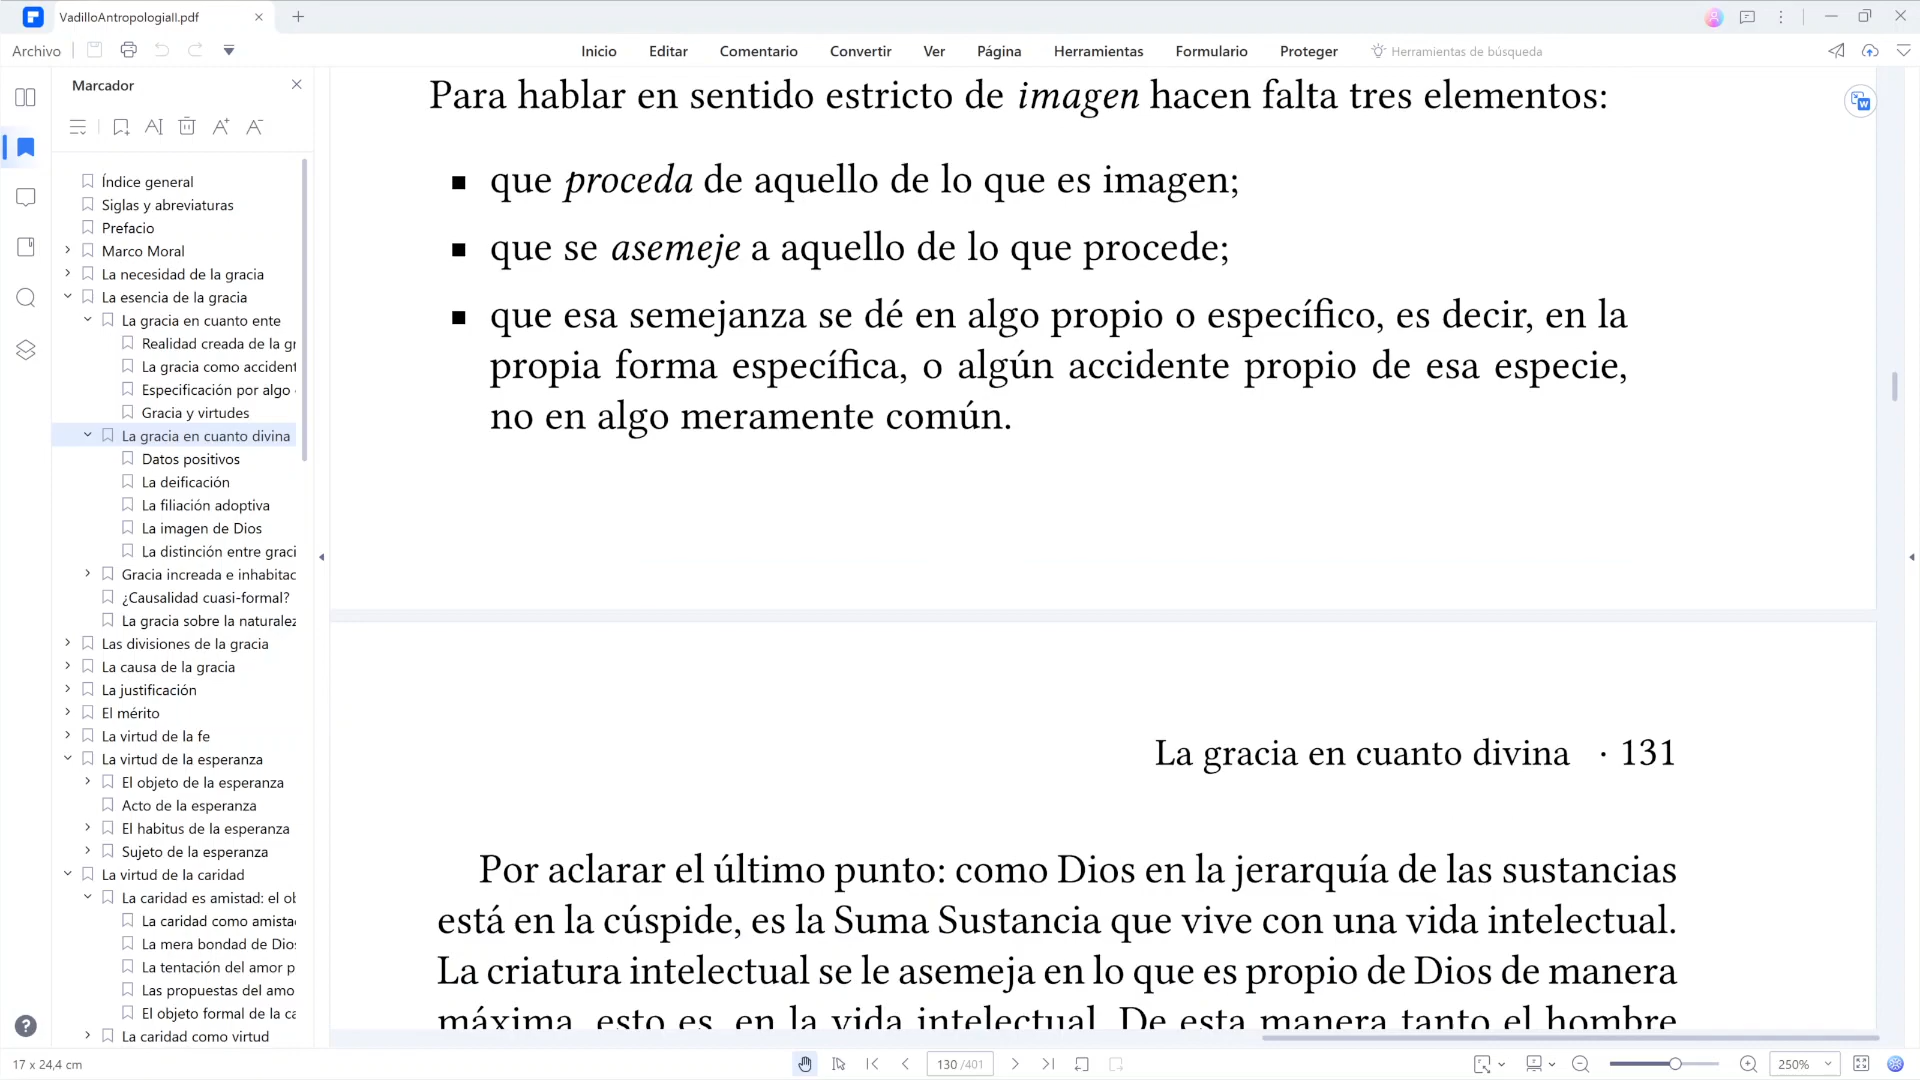 VadilloAntropologiaII.pdf
Archivo
Inicio
Editar
Comentario
Convertir
Ver
Página
Herramientas
Formulario
Proteger
Herramientas de búsqueda
Marcador
Índice general
Siglas y abreviaturas
Prefacio
Marco Moral
La necesidad de la gracia
La esencia de la gracia
La gracia en cuanto ente
Realidad creada de la gr
La gracia como accident
Especificación por algo
Gracia y virtudes
La gracia en cuanto divina
Datos positivos
La deificación
La filiación adoptiva
La imagen de Dios
La distinción entre graci
Gracia increada e inhabitac
¿Causalidad cuasi-formal?
La gracia sobre la naturalez
Las divisiones de la gracia
La causa de la gracia
La justificación
El mérito
La virtud de la fe
La virtud de la esperanza
El objeto de la esperanza
Acto de la esperanza
El habitus de la esperanza
Sujeto de la esperanza
La virtud de la caridad
La caridad es amistad: el ob
La caridad como amista
La mera bondad de Dios
La tentación del amor p
Las propuestas del amo
El objeto formal de la ca
La caridad como virtud
Para hablar en sentido estricto de imagen hacen falta tres elementos:
▪ que proceda de aquello de lo que es imagen;
▪ que se asemeje a aquello de lo que procede;
▪ que esa semejanza se dé en algo propio o específico, es decir, en la
propia forma específica, o algún accidente propio de esa especie,
no en algo meramente común.
La gracia en cuanto divina · 131
Por aclarar el último punto: como Dios en la jerarquía de las sustancias
está en la cúspide, es la Suma Sustancia que vive con una vida intelectual.
La criatura intelectual se le asemeja en lo que es propio de Dios de manera
máxima, esto es, en la vida intelectual. De esta manera tanto el hombre
17 x 24,4 cm
130 /401
250%